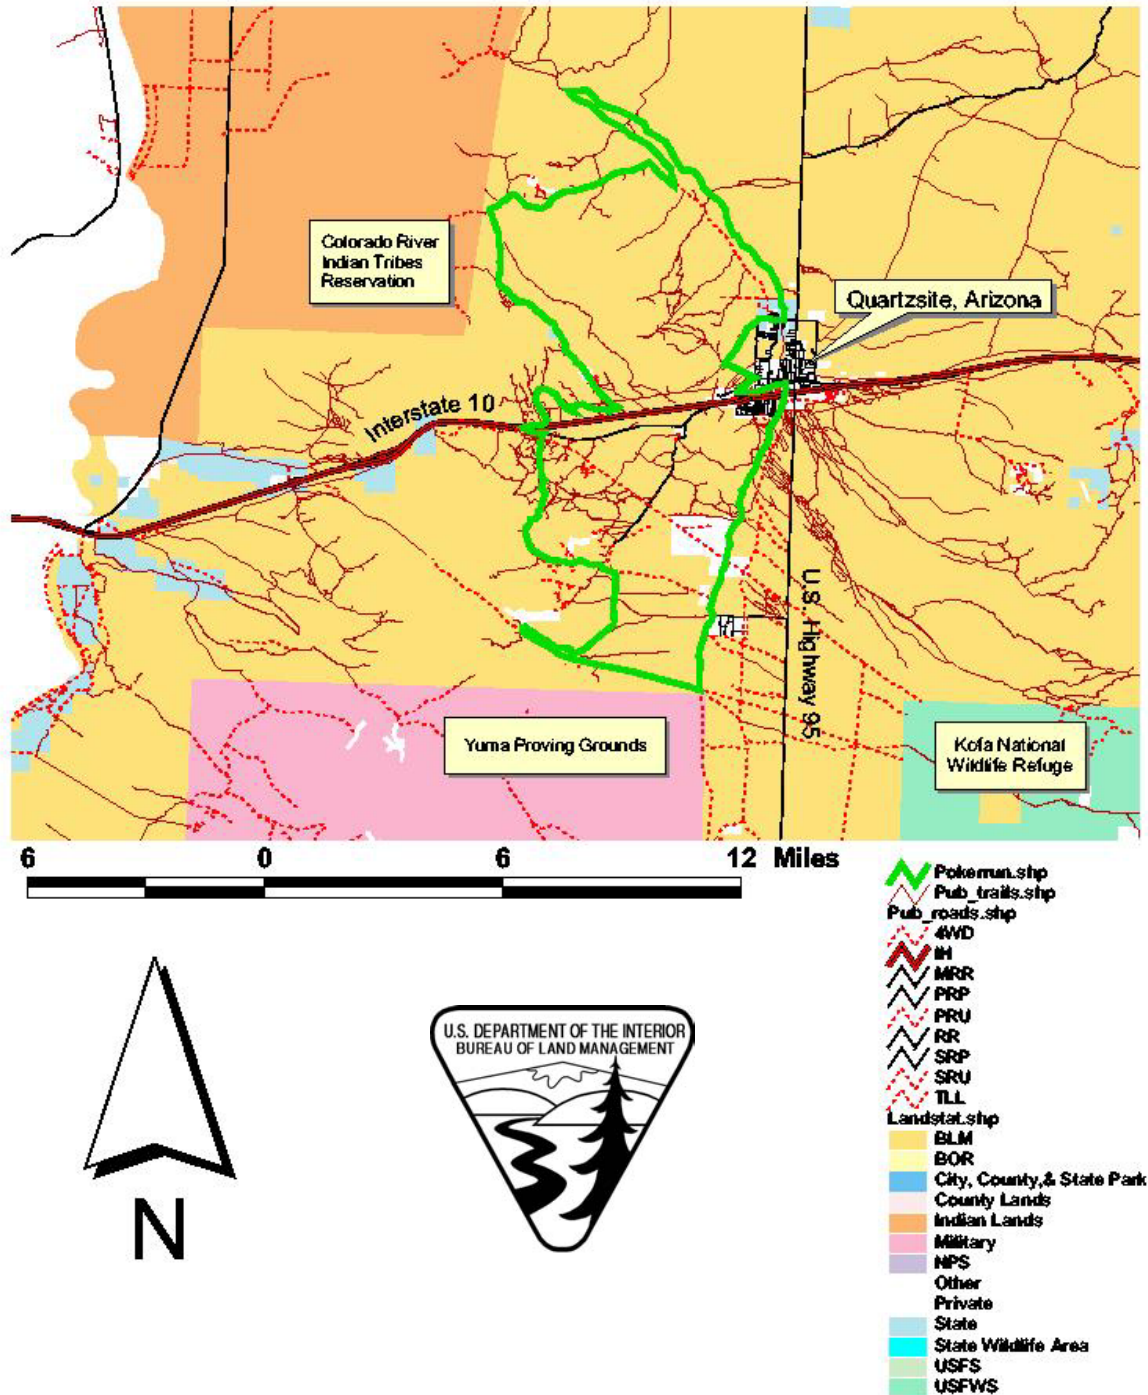 Colorado River
Indian Tribes
Reservation
Quartzsite, Arizona
Interstate 10
U.S. Highway 95
Yuma Proving Grounds
Kofa National
Wildlife Refuge
6 0 6 12 Miles
Pokerrun.shp
Pub_trails.shp
Pub_roads.shp
4WD
IH
MRR
PRP
PRU
RR
SRP
SRU
TLL
Landstat.shp
BLM
BOR
City, County,& State Park
County Lands
Indian Lands
Military
NPS
Other
Private
State
State Wildlife Area
USFS
USFWS
N
U.S. DEPARTMENT OF THE INTERIOR
BUREAU OF LAND MANAGEMENT